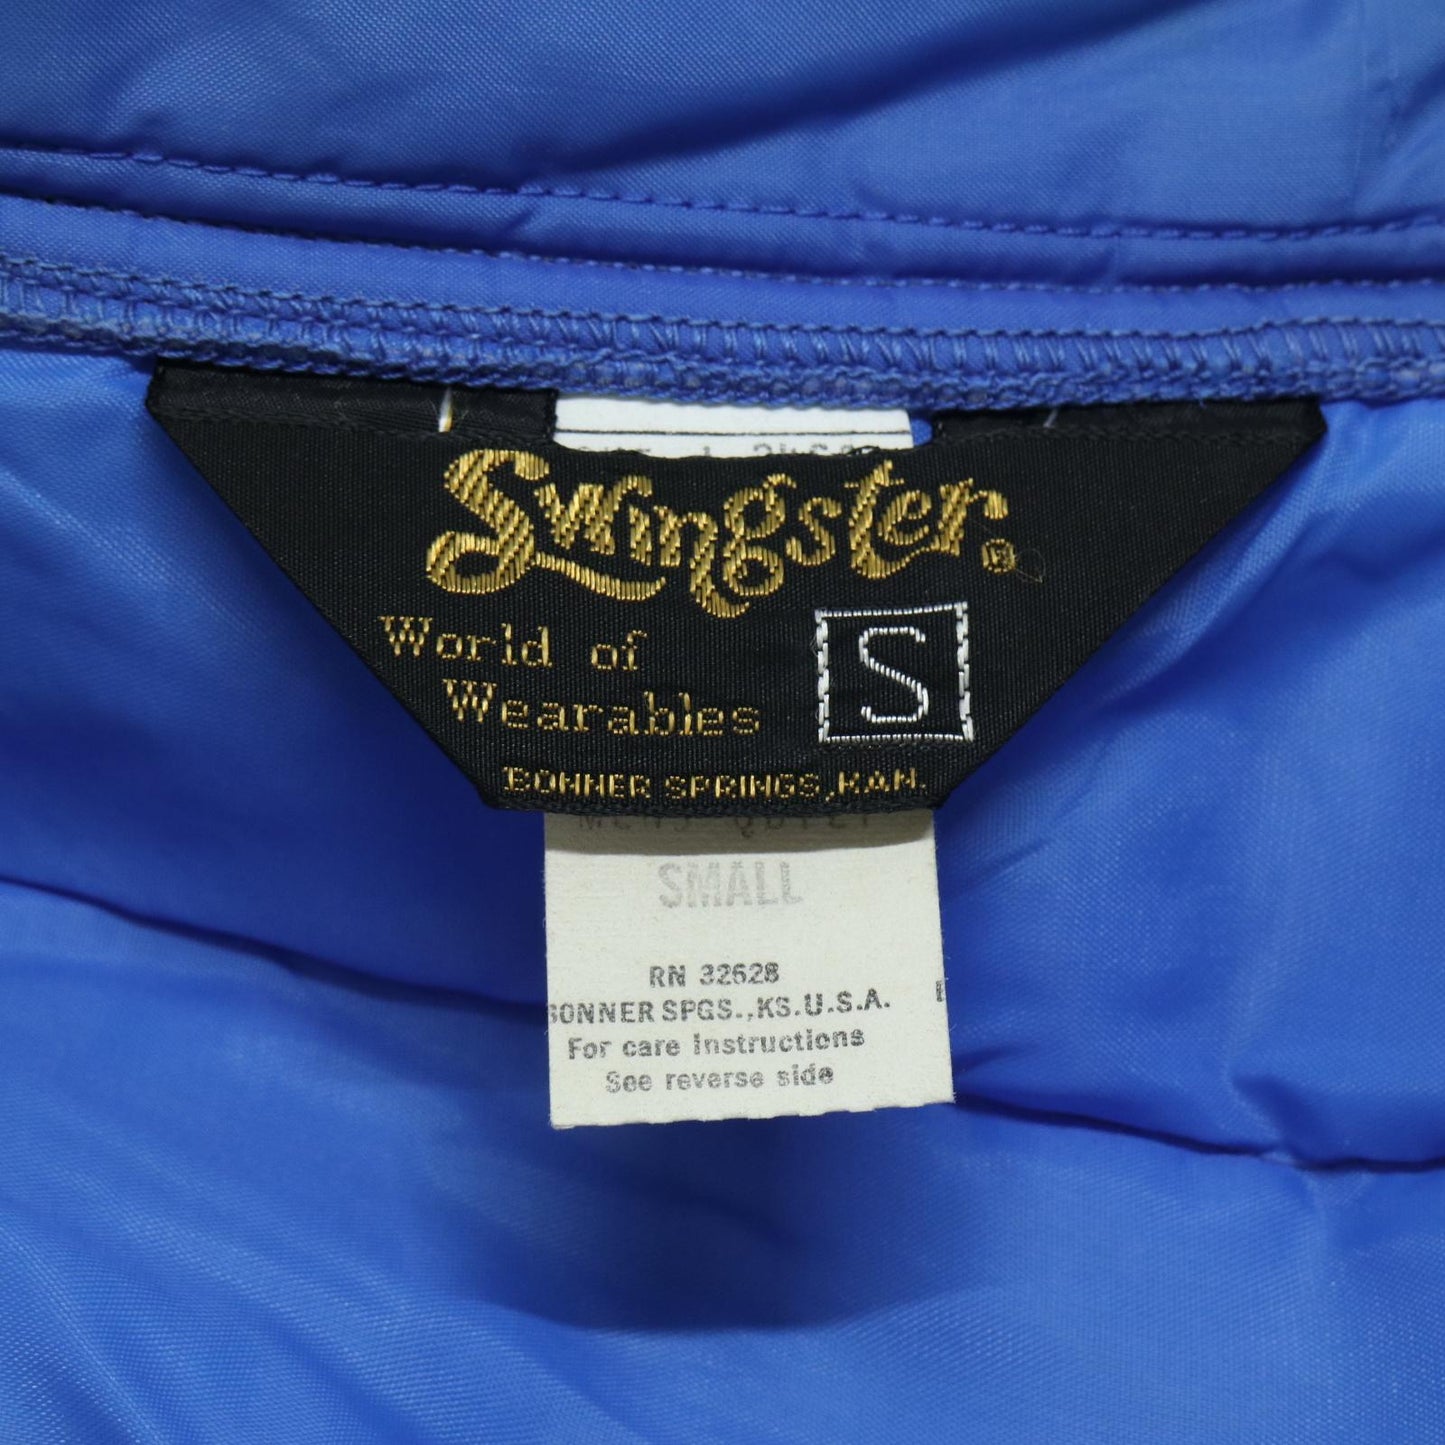 Swingster®
World of
Wearables
S
BONNER SPRINGS, KAN.
SMALL
RN 32628
BONNER SPGS., KS. U.S.A.
For care instructions
See reverse side